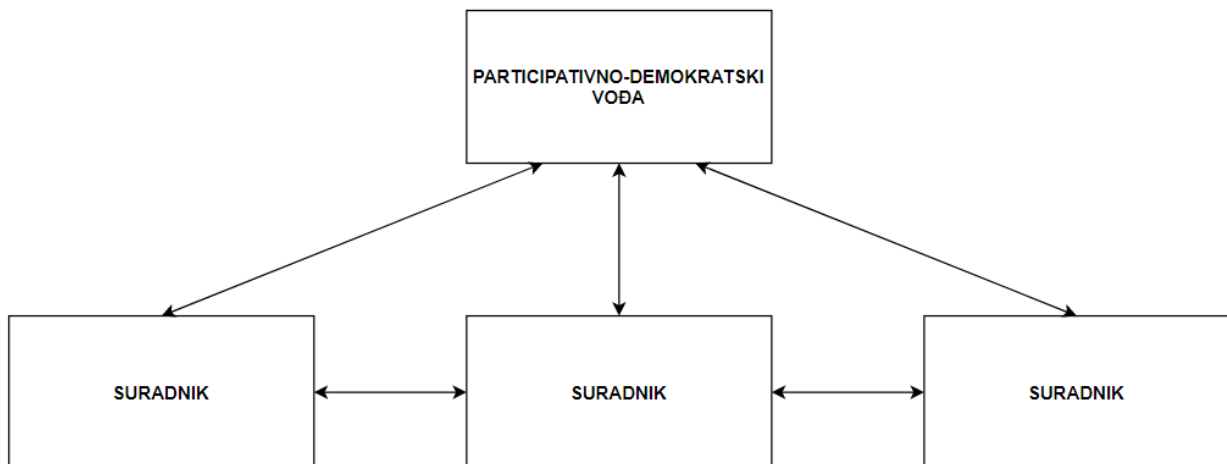 PARTICIPATIVNO-DEMOKRATSKI
VOĐA
SURADNIK
SURADNIK
SURADNIK